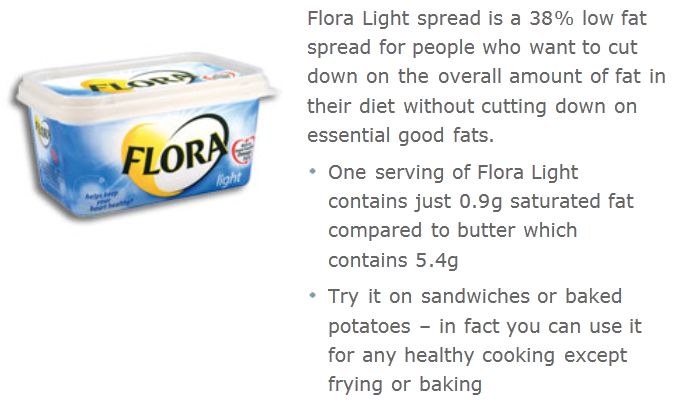 FLORA
FLORA
light
helps keep
your
heart healthy*
Flora Light spread is a 38% low fat
spread for people who want to cut
down on the overall amount of fat in
their diet without cutting down on
essential good fats.
• One serving of Flora Light
contains just 0.9g saturated fat
compared to butter which
contains 5.4g
• Try it on sandwiches or baked
potatoes – in fact you can use it
for any healthy cooking except
frying or baking